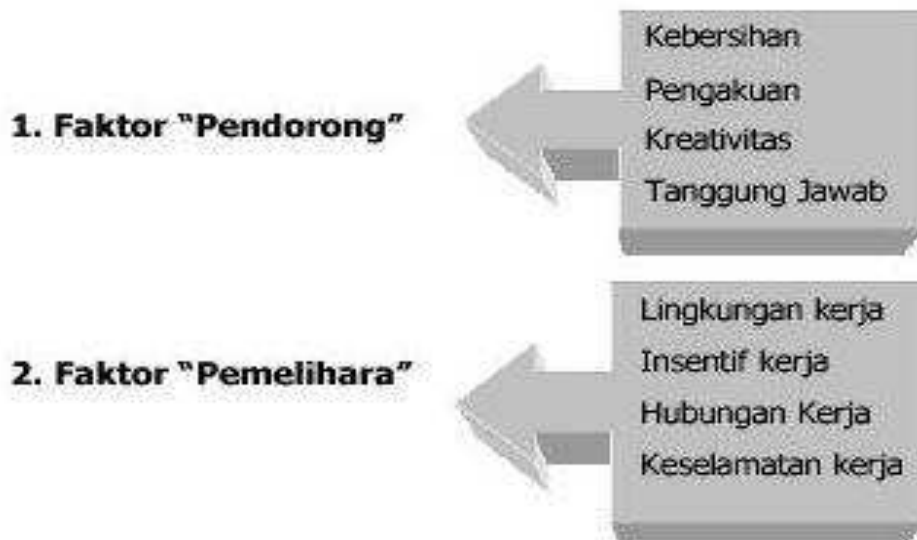 1. Faktor "Pendorong"
Kebersihan
Pengakuan
Kreativitas
Tanggung Jawab
2. Faktor "Pemelihara"
Lingkungan kerja
Insentif kerja
Hubungan Kerja
Keselamatan kerja